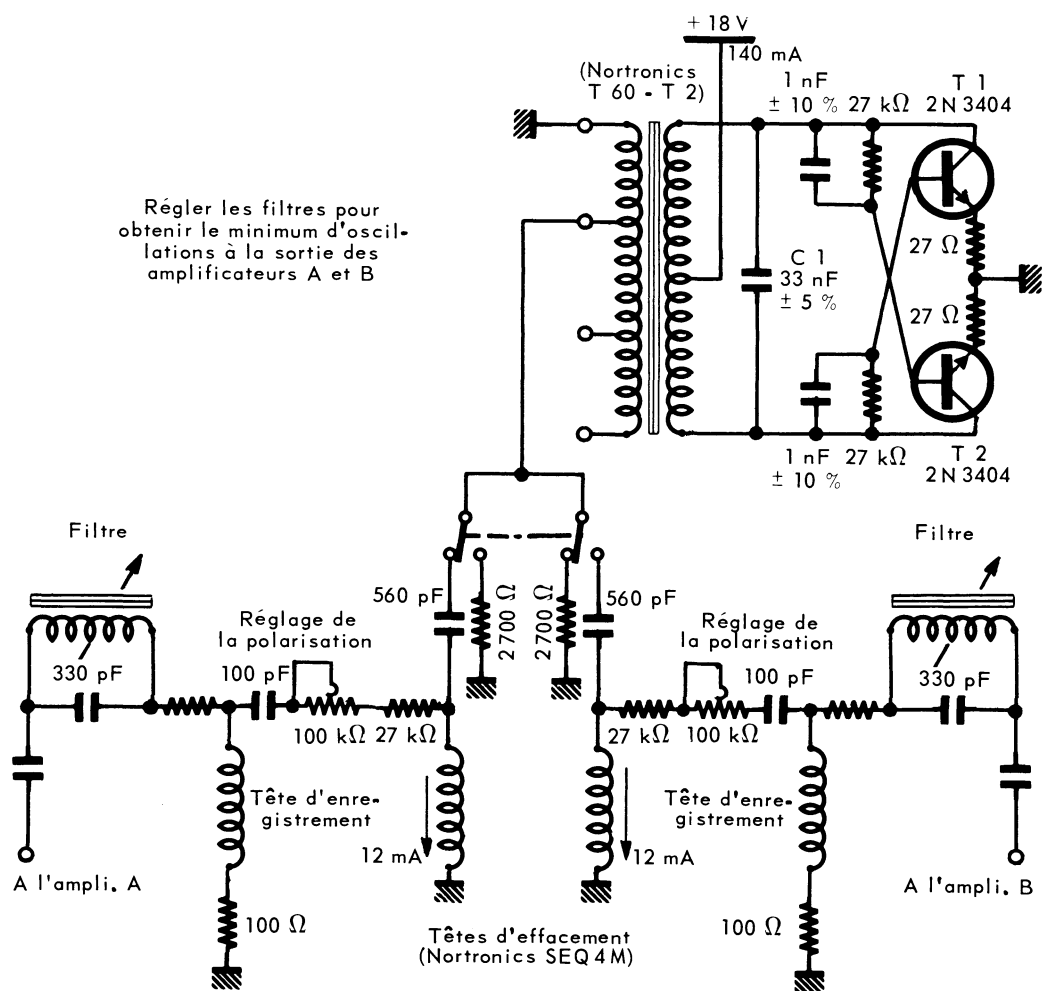 + 18 V
140 mA
(Nortronics
T 60 - T 2)
1 nF
± 10 %
27 kΩ
T 1
2N 3404
Régler les filtres pour
obtenir le minimum d'oscil-
lations à la sortie des
amplificateurs A et B
C 1
33 nF
± 5 %
27 Ω
27 Ω
1 nF
± 10 %
27 kΩ
T 2
2N 3404
Filtre
Filtre
560 pF
2700 Ω
2700 Ω
560 pF
330 pF
Réglage de
la polarisation
100 pF
100 kΩ
27 kΩ
Réglage de
la polarisation
100 pF
330 pF
27 kΩ
100 kΩ
Tête d'enre-
gistrement
12 mA
12 mA
Tête d'enre-
gistrement
A l'ampli. A
A l'ampli. B
100 Ω
100 Ω
Têtes d'effacement
(Nortronics SEQ4M)